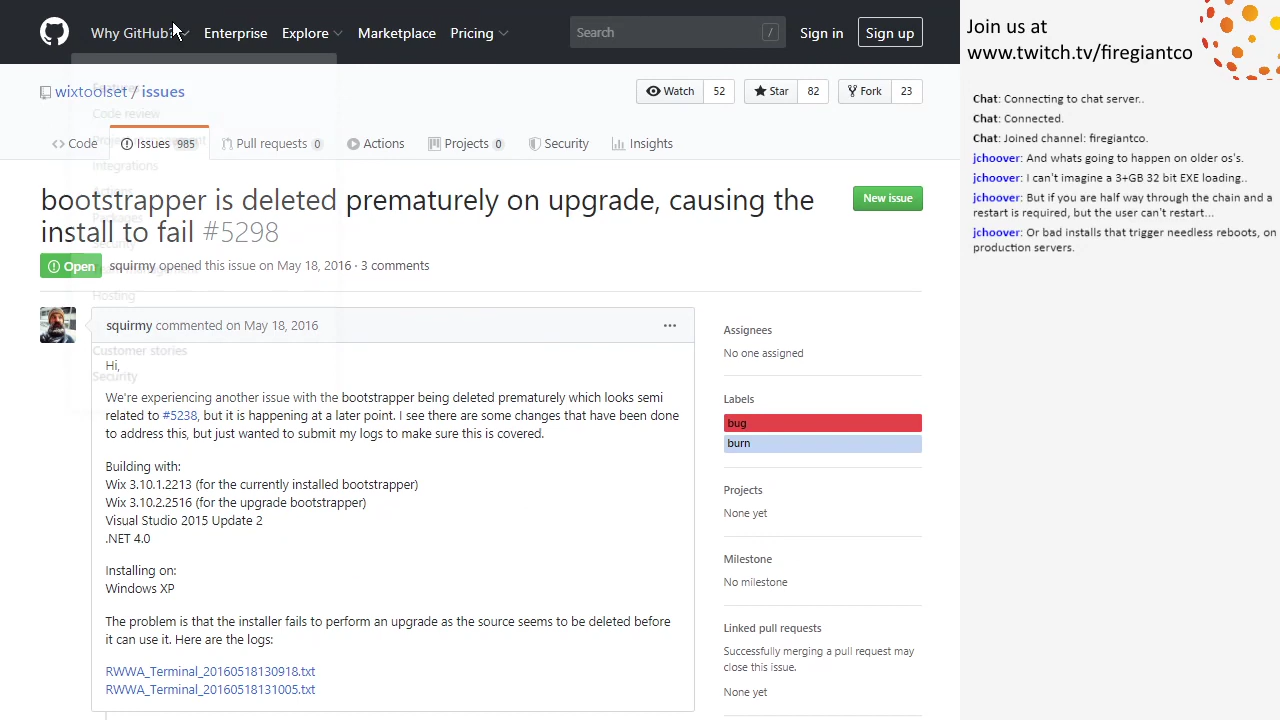 Why GitHub?
Enterprise
Explore
Marketplace
Pricing
Search
/
Sign in
Sign up
wixtoolset / issues
Watch 52
Star 82
Fork 23
Code
Issues 985
Pull requests 0
Actions
Projects 0
Security
Insights
Code review
Integrations
Actions
Packages
Security
Hosting
Customer stories
Security
bootstrapper is deleted prematurely on upgrade, causing the
install to fail #5298
New issue
Open squirmy opened this issue on May 18, 2016 · 3 comments
squirmy commented on May 18, 2016
Hi,
We're experiencing another issue with the bootstrapper being deleted prematurely which looks semi
related to #5238, but it is happening at a later point. I see there are some changes that have been done
to address this, but just wanted to submit my logs to make sure this is covered.
Building with:
Wix 3.10.1.2213 (for the currently installed bootstrapper)
Wix 3.10.2.2516 (for the upgrade bootstrapper)
Visual Studio 2015 Update 2
.NET 4.0
Installing on:
Windows XP
The problem is that the installer fails to perform an upgrade as the source seems to be deleted before
it can use it. Here are the logs:
RWWA_Terminal_20160518130918.txt
RWWA_Terminal_20160518131005.txt
Assignees
No one assigned
Labels
bug
burn
Projects
None yet
Milestone
No milestone
Linked pull requests
Successfully merging a pull request may
close this issue.
None yet
Join us at
www.twitch.tv/firegiantco
Chat: Connecting to chat server..
Chat: Connected.
Chat: Joined channel: firegiantco.
jchoover: And whats going to happen on older os's.
jchoover: I can't imagine a 3+GB 32 bit EXE loading..
jchoover: But if you are half way through the chain and a
restart is required, but the user can't restart...
jchoover: Or bad installs that trigger needless reboots, on
production servers.